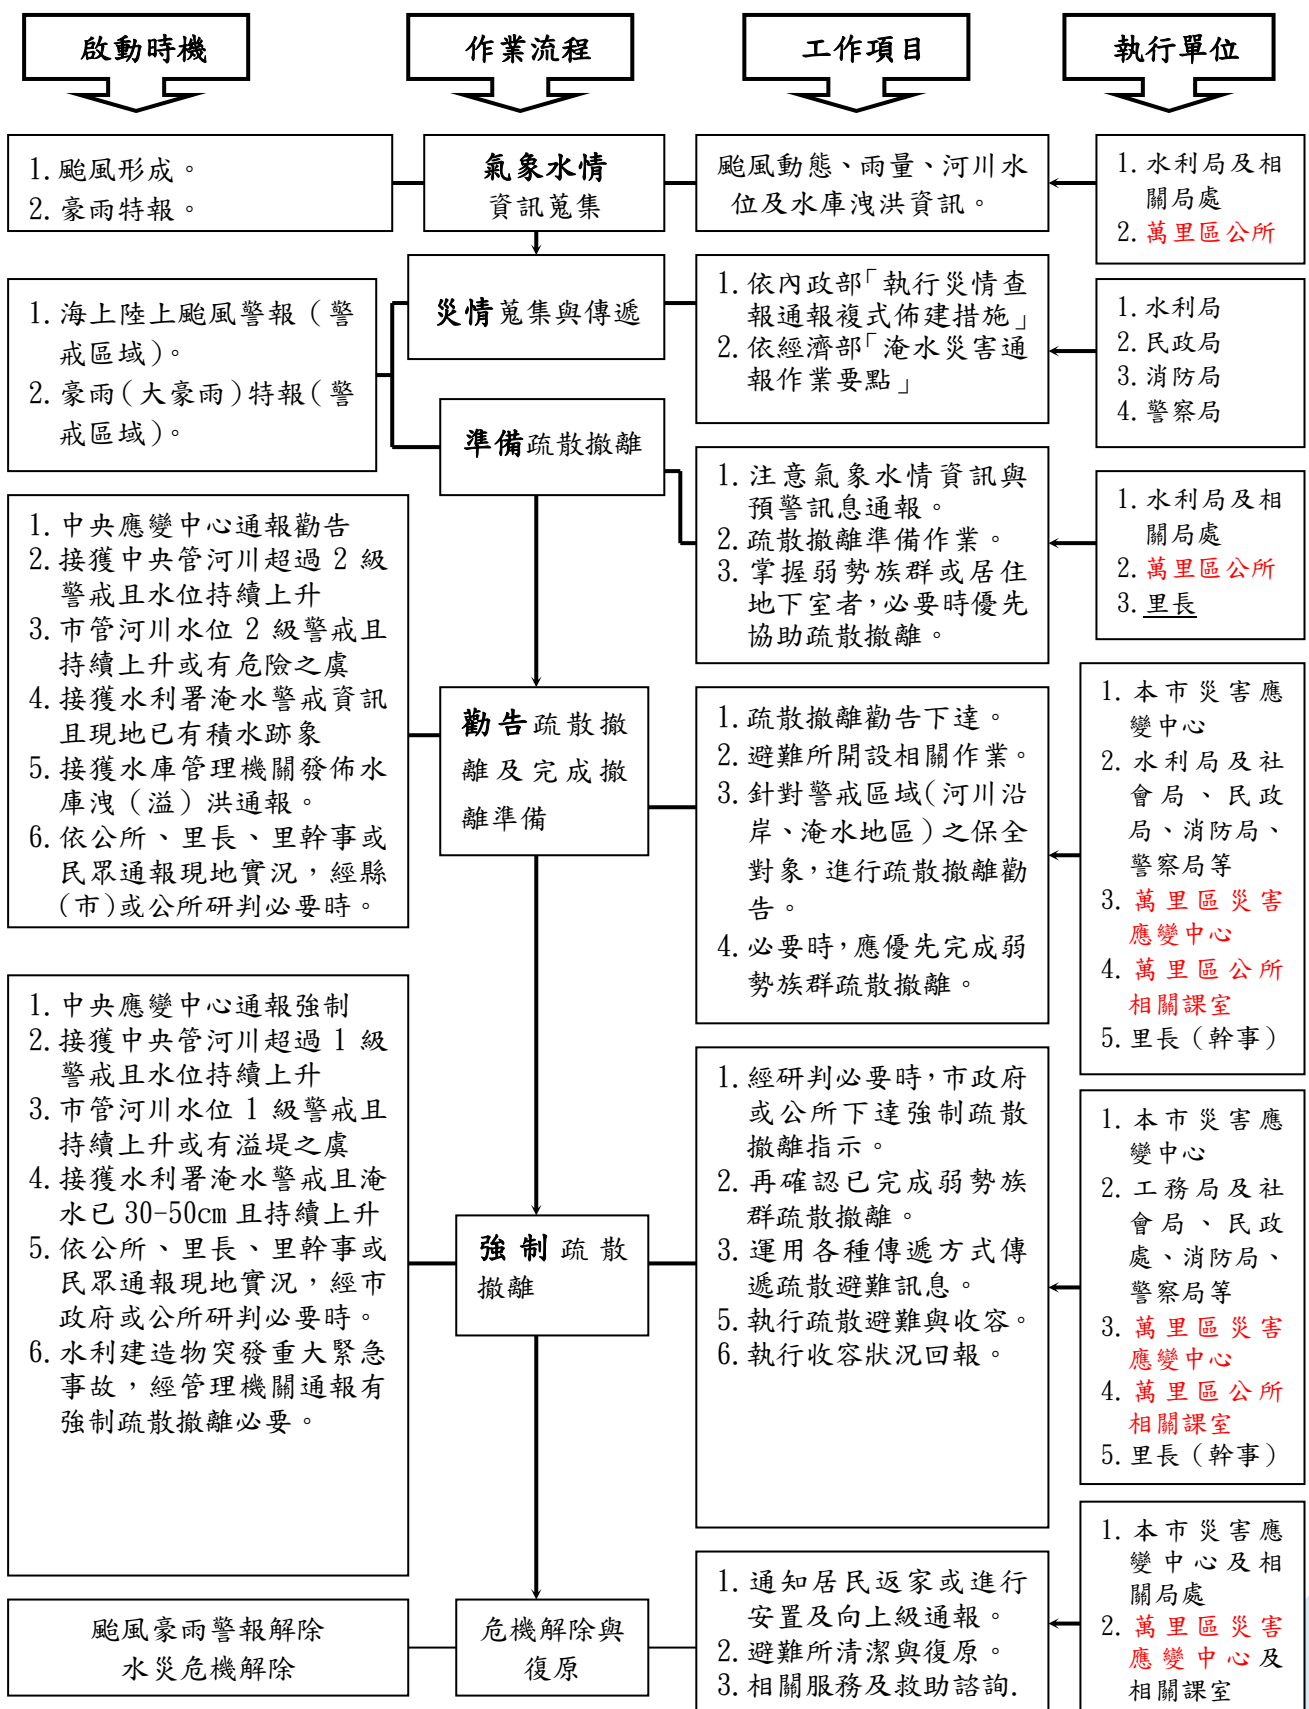 啟動時機
作業流程
工作項目
執行單位
1.颱風形成。
2.豪雨特報。
氣象水情
資訊蒐集
颱風動態、雨量、河川水
位及水庫洩洪資訊。
1.水利局及相
關局處
2.萬里區公所
1.海上陸上颱風警報（警
戒區域）。
2.豪雨(大豪雨)特報(警
戒區域)。
災情蒐集與傳遞
1.依內政部「執行災情查
報通報複式佈建措施」
2.依經濟部「淹水災害通
報作業要點」
1.水利局
2.民政局
3.消防局
4.警察局
準備疏散撤離
1.注意氣象水情資訊與
預警訊息通報。
2.疏散撤離準備作業。
3.掌握弱勢族群或居住
地下室者，必要時優先
協助疏散撤離。
1.水利局及相
關局處
2.萬里區公所
3.里長
1.中央應變中心通報勸告
2.接獲中央管河川超過 2 級
警戒且水位持續上升
3.市管河川水位 2 級警戒且
持續上升或有危險之虞
4.接獲水利署淹水警戒資訊
且現地已有積水跡象
5.接獲水庫管理機關發佈水
庫洩（溢）洪通報。
6.依公所、里長、里幹事或
民眾通報現地實況，經縣
(市)或公所研判必要時。
勸告疏散撤
離及完成撤
離準備
1.疏散撤離勸告下達。
2.避難所開設相關作業。
3.針對警戒區域(河川沿
岸、淹水地區)之保全
對象，進行疏散撤離勸
告。
4.必要時，應優先完成弱
勢族群疏散撤離。
1.本市災害應
變中心
2.水利局及社
會局、民政
局、消防局、
警察局等
3.萬里區災害
應變中心
4.萬里區公所
相關課室
5.里長（幹事）
1.中央應變中心通報強制
2.接獲中央管河川超過 1 級
警戒且水位持續上升
3.市管河川水位 1 級警戒且
持續上升或有溢堤之虞
4.接獲水利署淹水警戒且淹
水已 30-50cm 且持續上升
5.依公所、里長、里幹事或
民眾通報現地實況，經市
政府或公所研判必要時。
6.水利建造物突發重大緊急
事故，經管理機關通報有
強制疏散撤離必要。
強制疏散
撤離
1.經研判必要時，市政府
或公所下達強制疏散
撤離指示。
2.再確認已完成弱勢族
群疏散撤離。
3.運用各種傳遞方式傳
遞疏散避難訊息。
5.執行疏散避難與收容。
6.執行收容狀況回報。
1.本市災害應
變中心
2.工務局及社
會局、民政
處、消防局、
警察局等
3.萬里區災害
應變中心
4.萬里區公所
相關課室
5.里長（幹事）
颱風豪雨警報解除
水災危機解除
危機解除與
復原
1.通知居民返家或進行
安置及向上級通報。
2.避難所清潔與復原。
3.相關服務及救助諮詢.
1.本市災害應
變中心及相
關局處
2.萬里區災害
應變中心及
相關課室